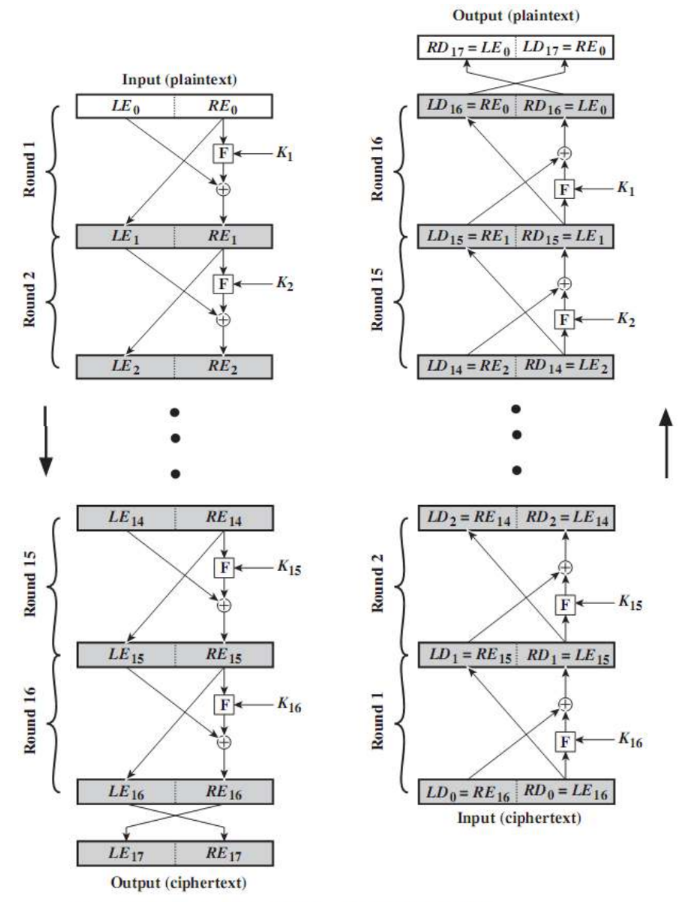 Input (plaintext)
LE0 RE0
Round 1
F K1
LE1 RE1
Round 2
F K2
LE2 RE2
LE14 RE14
Round 15
F K15
LE15 RE15
Round 16
F K16
LE16 RE16
LE17 RE17
Output (ciphertext)
Output (plaintext)
RD17 = LE0 LD17 = RE0
LD16 = RE0 RD16 = LE0
Round 16
F K1
LD15 = RE1 RD15 = LE1
Round 15
F K2
LD14 = RE2 RD14 = LE2
LD2 = RE14 RD2 = LE14
Round 2
F K15
LD1 = RE15 RD1 = LE15
Round 1
F K16
LD0 = RE16 RD0 = LE16
Input (ciphertext)